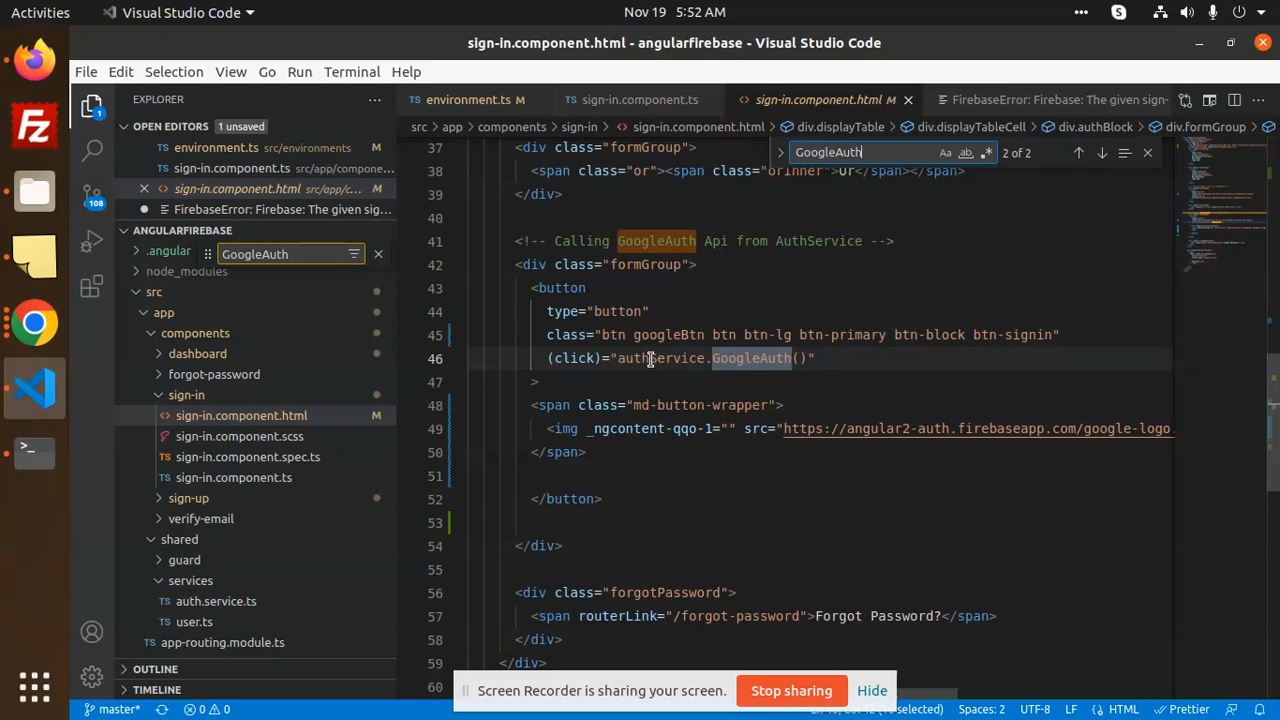 Activities
Visual Studio Code
Nov 19 5:52 AM
sign-in.component.html - angularfirebase - Visual Studio Code
File Edit Selection View Go Run Terminal Help
EXPLORER
OPEN EDITORS 1 unsaved
environment.ts src/environments
sign-in.component.ts src/app/co...
sign-in.component.html src/app/c...
FirebaseError: Firebase: The given sig...
ANGULARFIREBASE
.angular
GoogleAuth
node_modules
src
app
components
dashboard
forgot-password
sign-in
sign-in.component.html M
sign-in.component.scss
sign-in.component.spec.ts
sign-in.component.ts
sign-up
verify-email
shared
guard
services
auth.service.ts
user.ts
app-routing.module.ts
OUTLINE
TIMELINE
1
108
environment.ts M
sign-in.component.ts
sign-in.component.html M
FirebaseError: Firebase: The given sign-
src > app > components > sign-in > sign-in.component.html > div.displayTable > div.displayTableCell > div.authBlock > div.formGroup
GoogleAuth Aa ab 2 of 2
37 <div class="formGroup">
38 <span class="or"><span class="orInner">Or</span></span>
39 </div>
40
41 <!-- Calling GoogleAuth Api from AuthService -->
42 <div class="formGroup">
43 <button
44 type="button"
45 class="btn googleBtn btn btn-lg btn-primary btn-block btn-signin"
46 (click)="authService.GoogleAuth()"
47 >
48 <span class="md-button-wrapper">
49 <img _ngcontent-qqo-1="" src="https://angular2-auth.firebaseapp.com/google-logo.
50 </span>
51
52 </button>
53
54 </div>
55
56 <div class="forgotPassword">
57 <span routerLink="/forgot-password">Forgot Password?</span>
58 </div>
59 </div>
60
Screen Recorder is sharing your screen. Stop sharing Hide
master* 0 0
selected) Spaces: 2 UTF-8 LF HTML Prettier